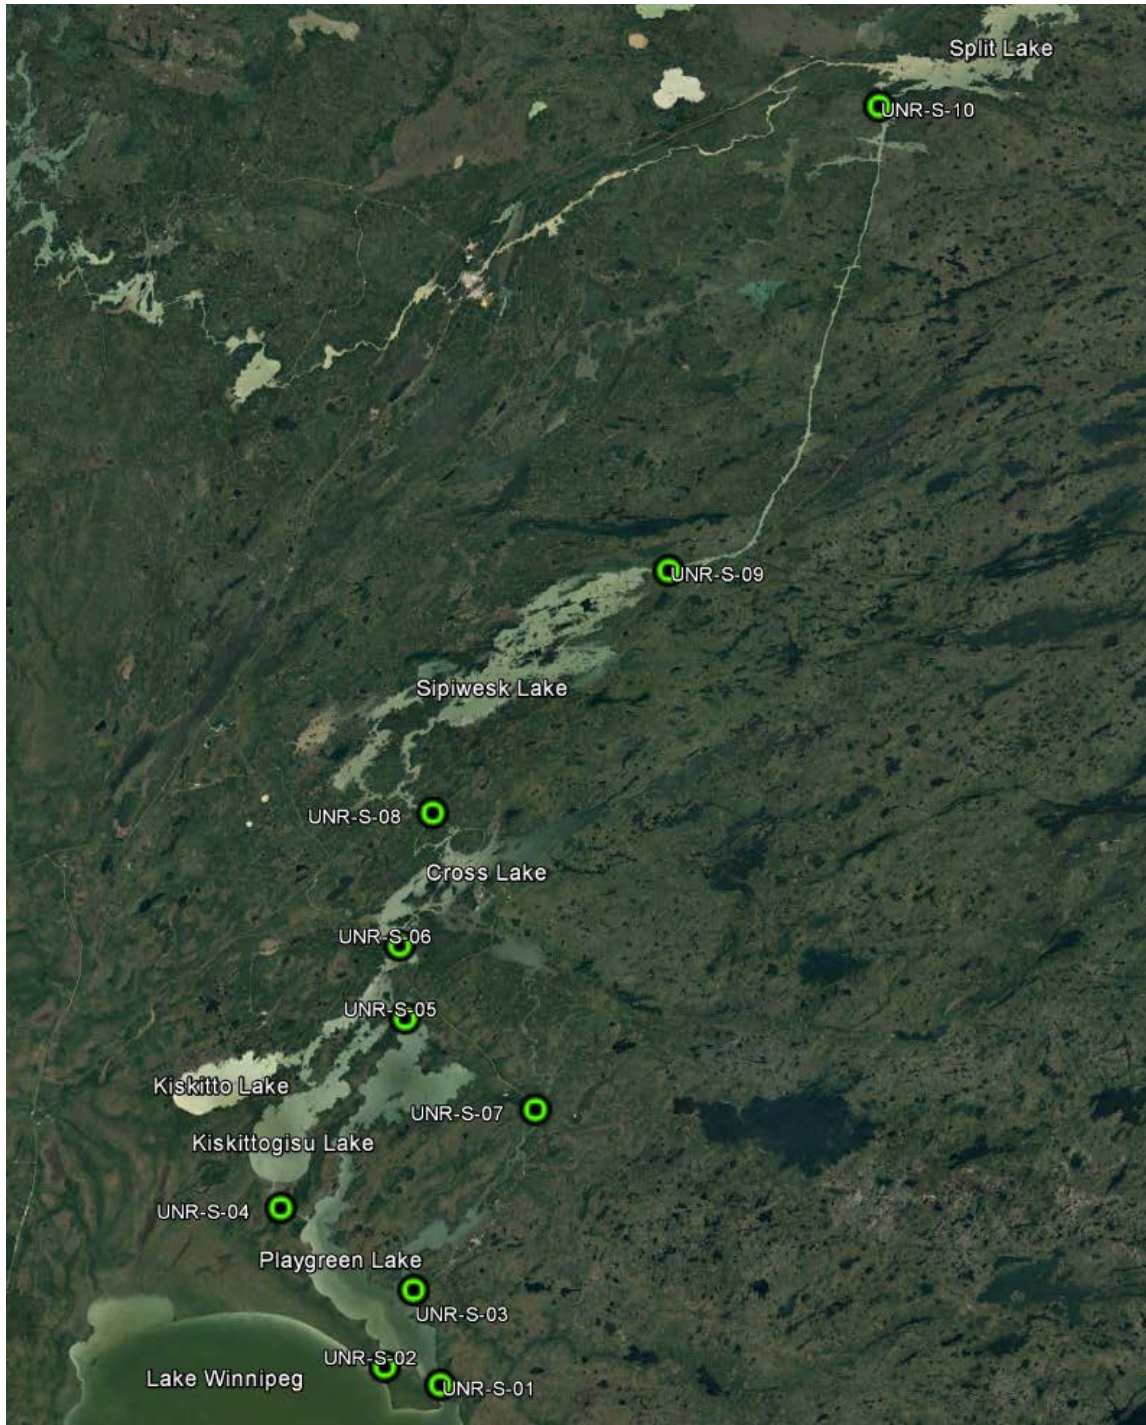 Split Lake
UNR-S-10
UNR-S-09
Sipiwesk Lake
UNR-S-08
Cross Lake
UNR-S-06
UNR-S-05
Kiskitto Lake
UNR-S-07
Kiskittogisu Lake
UNR-S-04
Playgreen Lake
UNR-S-03
UNR-S-02
Lake Winnipeg
UNR-S-01